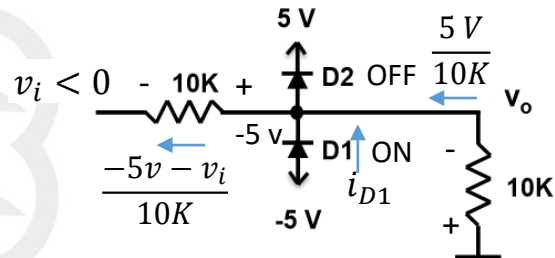 5 V
5 V
10K
v_i < 0 - 10K + D2 OFF
v_o
-5 v D1 ON
-5v - v_i
10K
i_D1
-
10K
-5 V
+